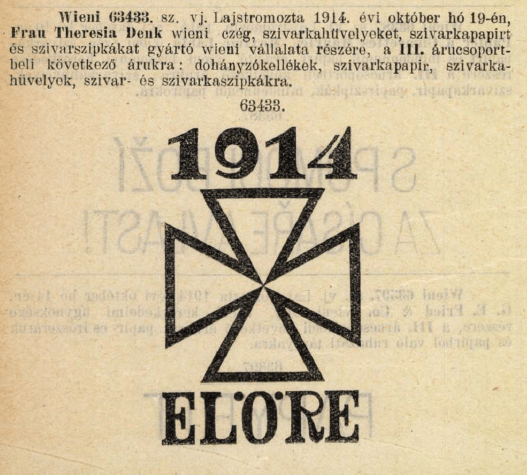 Wieni 63433. sz. vj. Lajstromozta 1914. évi október hó 19-én,
Frau Theresia Denk wieni czég, szivarkahüvelyeket, szivarkapapirt
és szivarszipkákat gyártó wieni vállalata részére, a III. árucsoport-
beli következő árukra: dohányzókellékek, szivarkapapir, szivarka-
hüvelyek, szivar- és szivarkaszipkákra.
63433.
1914
ELŐRE